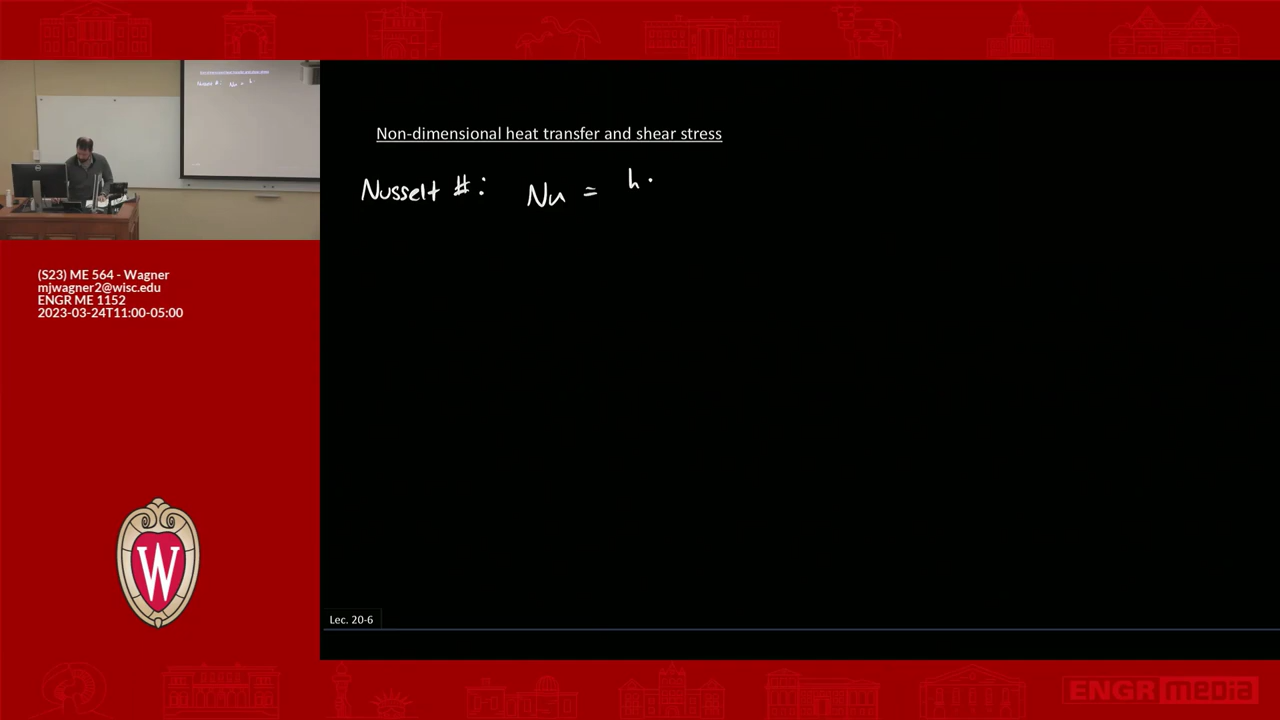 Non-dimensional heat transfer and shear stress
Nusselt #: Nu = h ·
(S23) ME 564 - Wagner
mjwagner2@wisc.edu
ENGR ME 1152
2023-03-24T11:00-05:00
W
Lec. 20-6
ENGR media